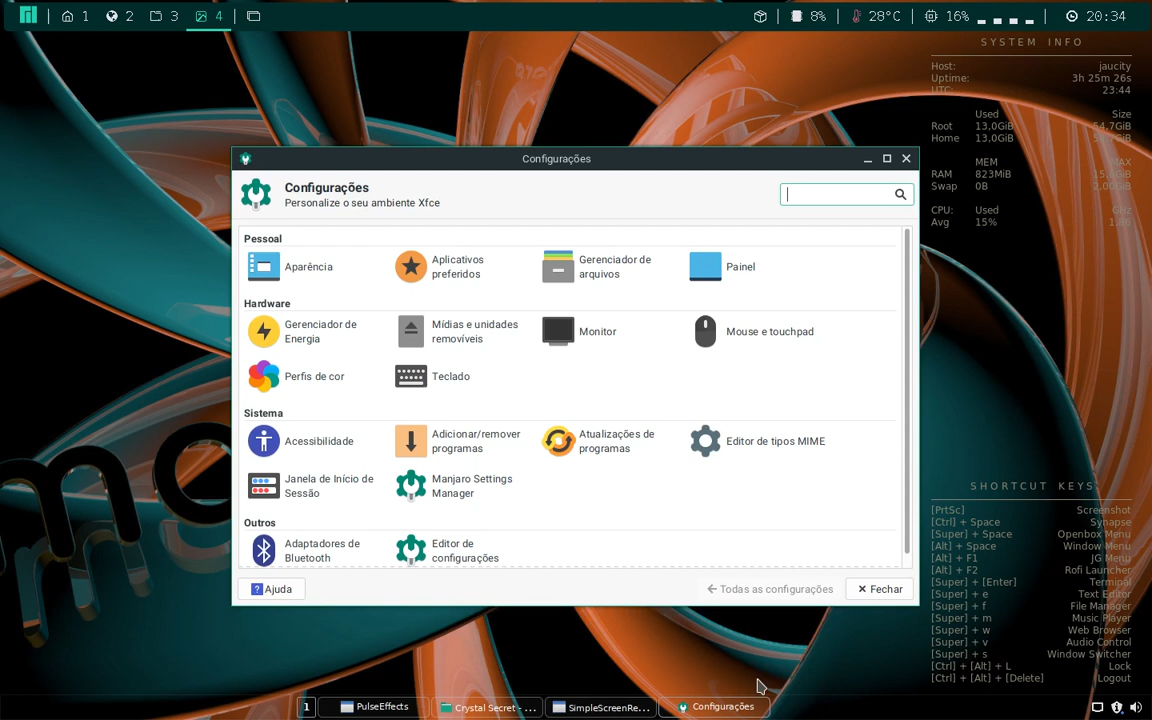 1 2 3 4 8% 28°C 16% 20:34
SYSTEM INFO
Host: jaucity
Uptime: 3h 25m 26s
UTC: 23:44
Used Size
Root 13,0GiB 54,7GiB
Home 13,0GiB
MEM MAX
RAM 823MiB
Swap 0B 2,00GiB
CPU: Used GHz
Avg 15%
Configurações
Configurações
Personalize o seu ambiente Xfce
Pessoal
Aparência
Aplicativos
preferidos
Gerenciador de
arquivos
Painel
Hardware
Gerenciador de
Energia
Mídias e unidades
removíveis
Monitor
Mouse e touchpad
Perfis de cor
Teclado
Sistema
Acessibilidade
Adicionar/remover
programas
Atualizações de
programas
Editor de tipos MIME
Janela de Início de
Sessão
Manjaro Settings
Manager
Outros
Adaptadores de
Bluetooth
Editor de
configurações
? Ajuda
Todas as configurações
Fechar
SHORTCUT KEYS
[PrtSc] Screenshot
[Ctrl] + Space Synapse
[Super] + Space Openbox Menu
[Alt] + Space Window Menu
[Alt] + F1 JG Menu
[Alt] + F2 Rofi Launcher
[Super] + [Enter] Terminal
[Super] + e Text Editor
[Super] + f File Manager
[Super] + m Music Player
[Super] + w Web Browser
[Super] + v Audio Control
[Super] + s Window Switcher
[Ctrl] + [Alt] + L Lock
[Ctrl] + [Alt] + [Delete] Logout
1 PulseEffects Crystal Secret - ... SimpleScreenRe... Configurações